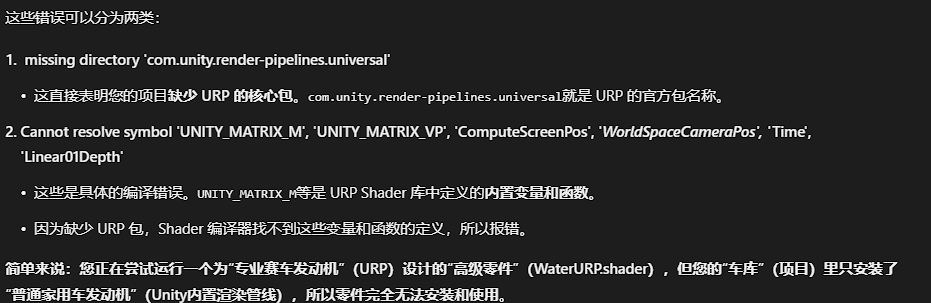 这些错误可以分为两类：
1. missing directory 'com.unity.render-pipelines.universal'
• 这直接表明您的项目缺少 URP 的核心包。com.unity.render-pipelines.universal就是 URP 的官方包名称。
2. Cannot resolve symbol 'UNITY_MATRIX_M', 'UNITY_MATRIX_VP', 'ComputeScreenPos', 'WorldSpaceCameraPos', 'Time',
'Linear01Depth'
• 这些是具体的编译错误。UNITY_MATRIX_M等是 URP Shader 库中定义的内置变量和函数。
• 因为缺少 URP 包，Shader 编译器找不到这些变量和函数的定义，所以报错。
简单来说：您正在尝试运行一个为“专业赛车发动机”（URP）设计的“高级零件”（WaterURP.shader），但您的“车库”（项目）里只安装了
“普通家用车发动机”（Unity内置渲染管线），所以零件完全无法安装和使用。